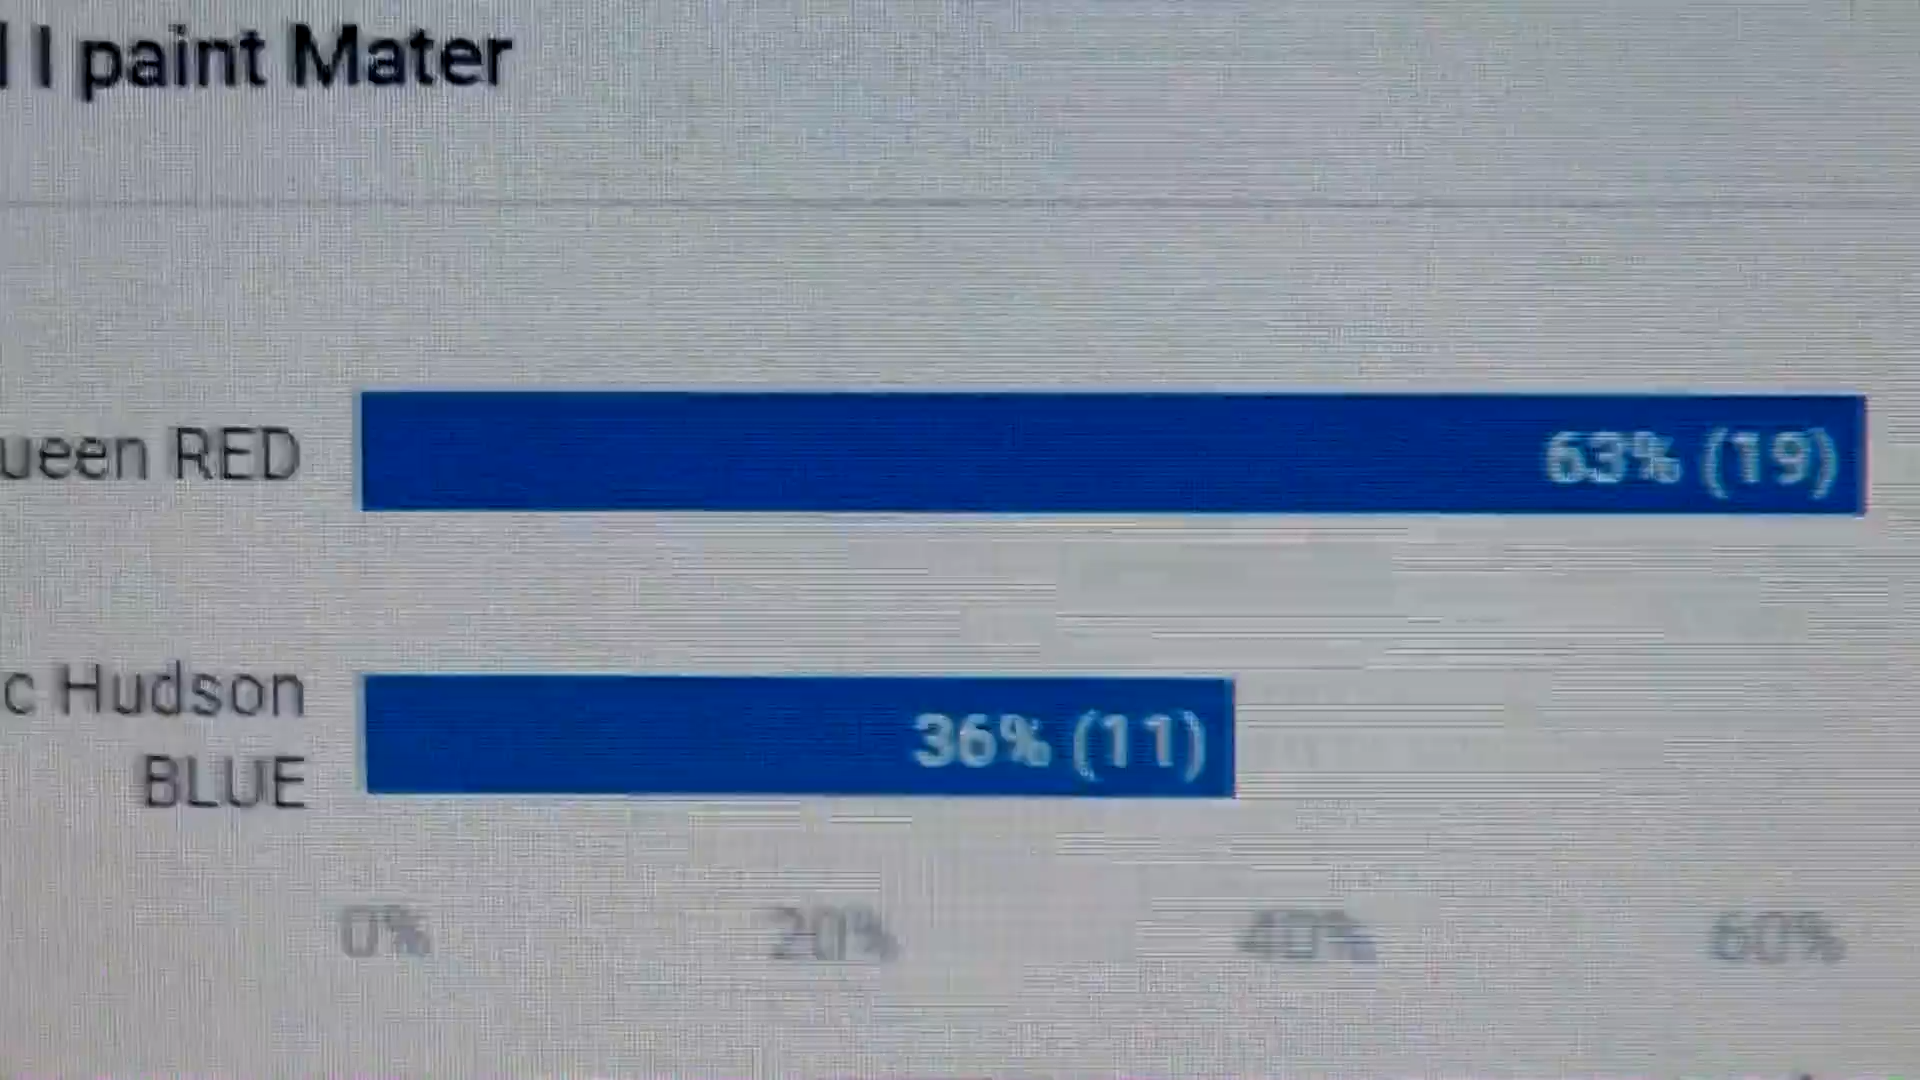 I paint Mater
ueen RED
63% (19)
c Hudson
BLUE
36% (11)
0% 20% 40% 60%